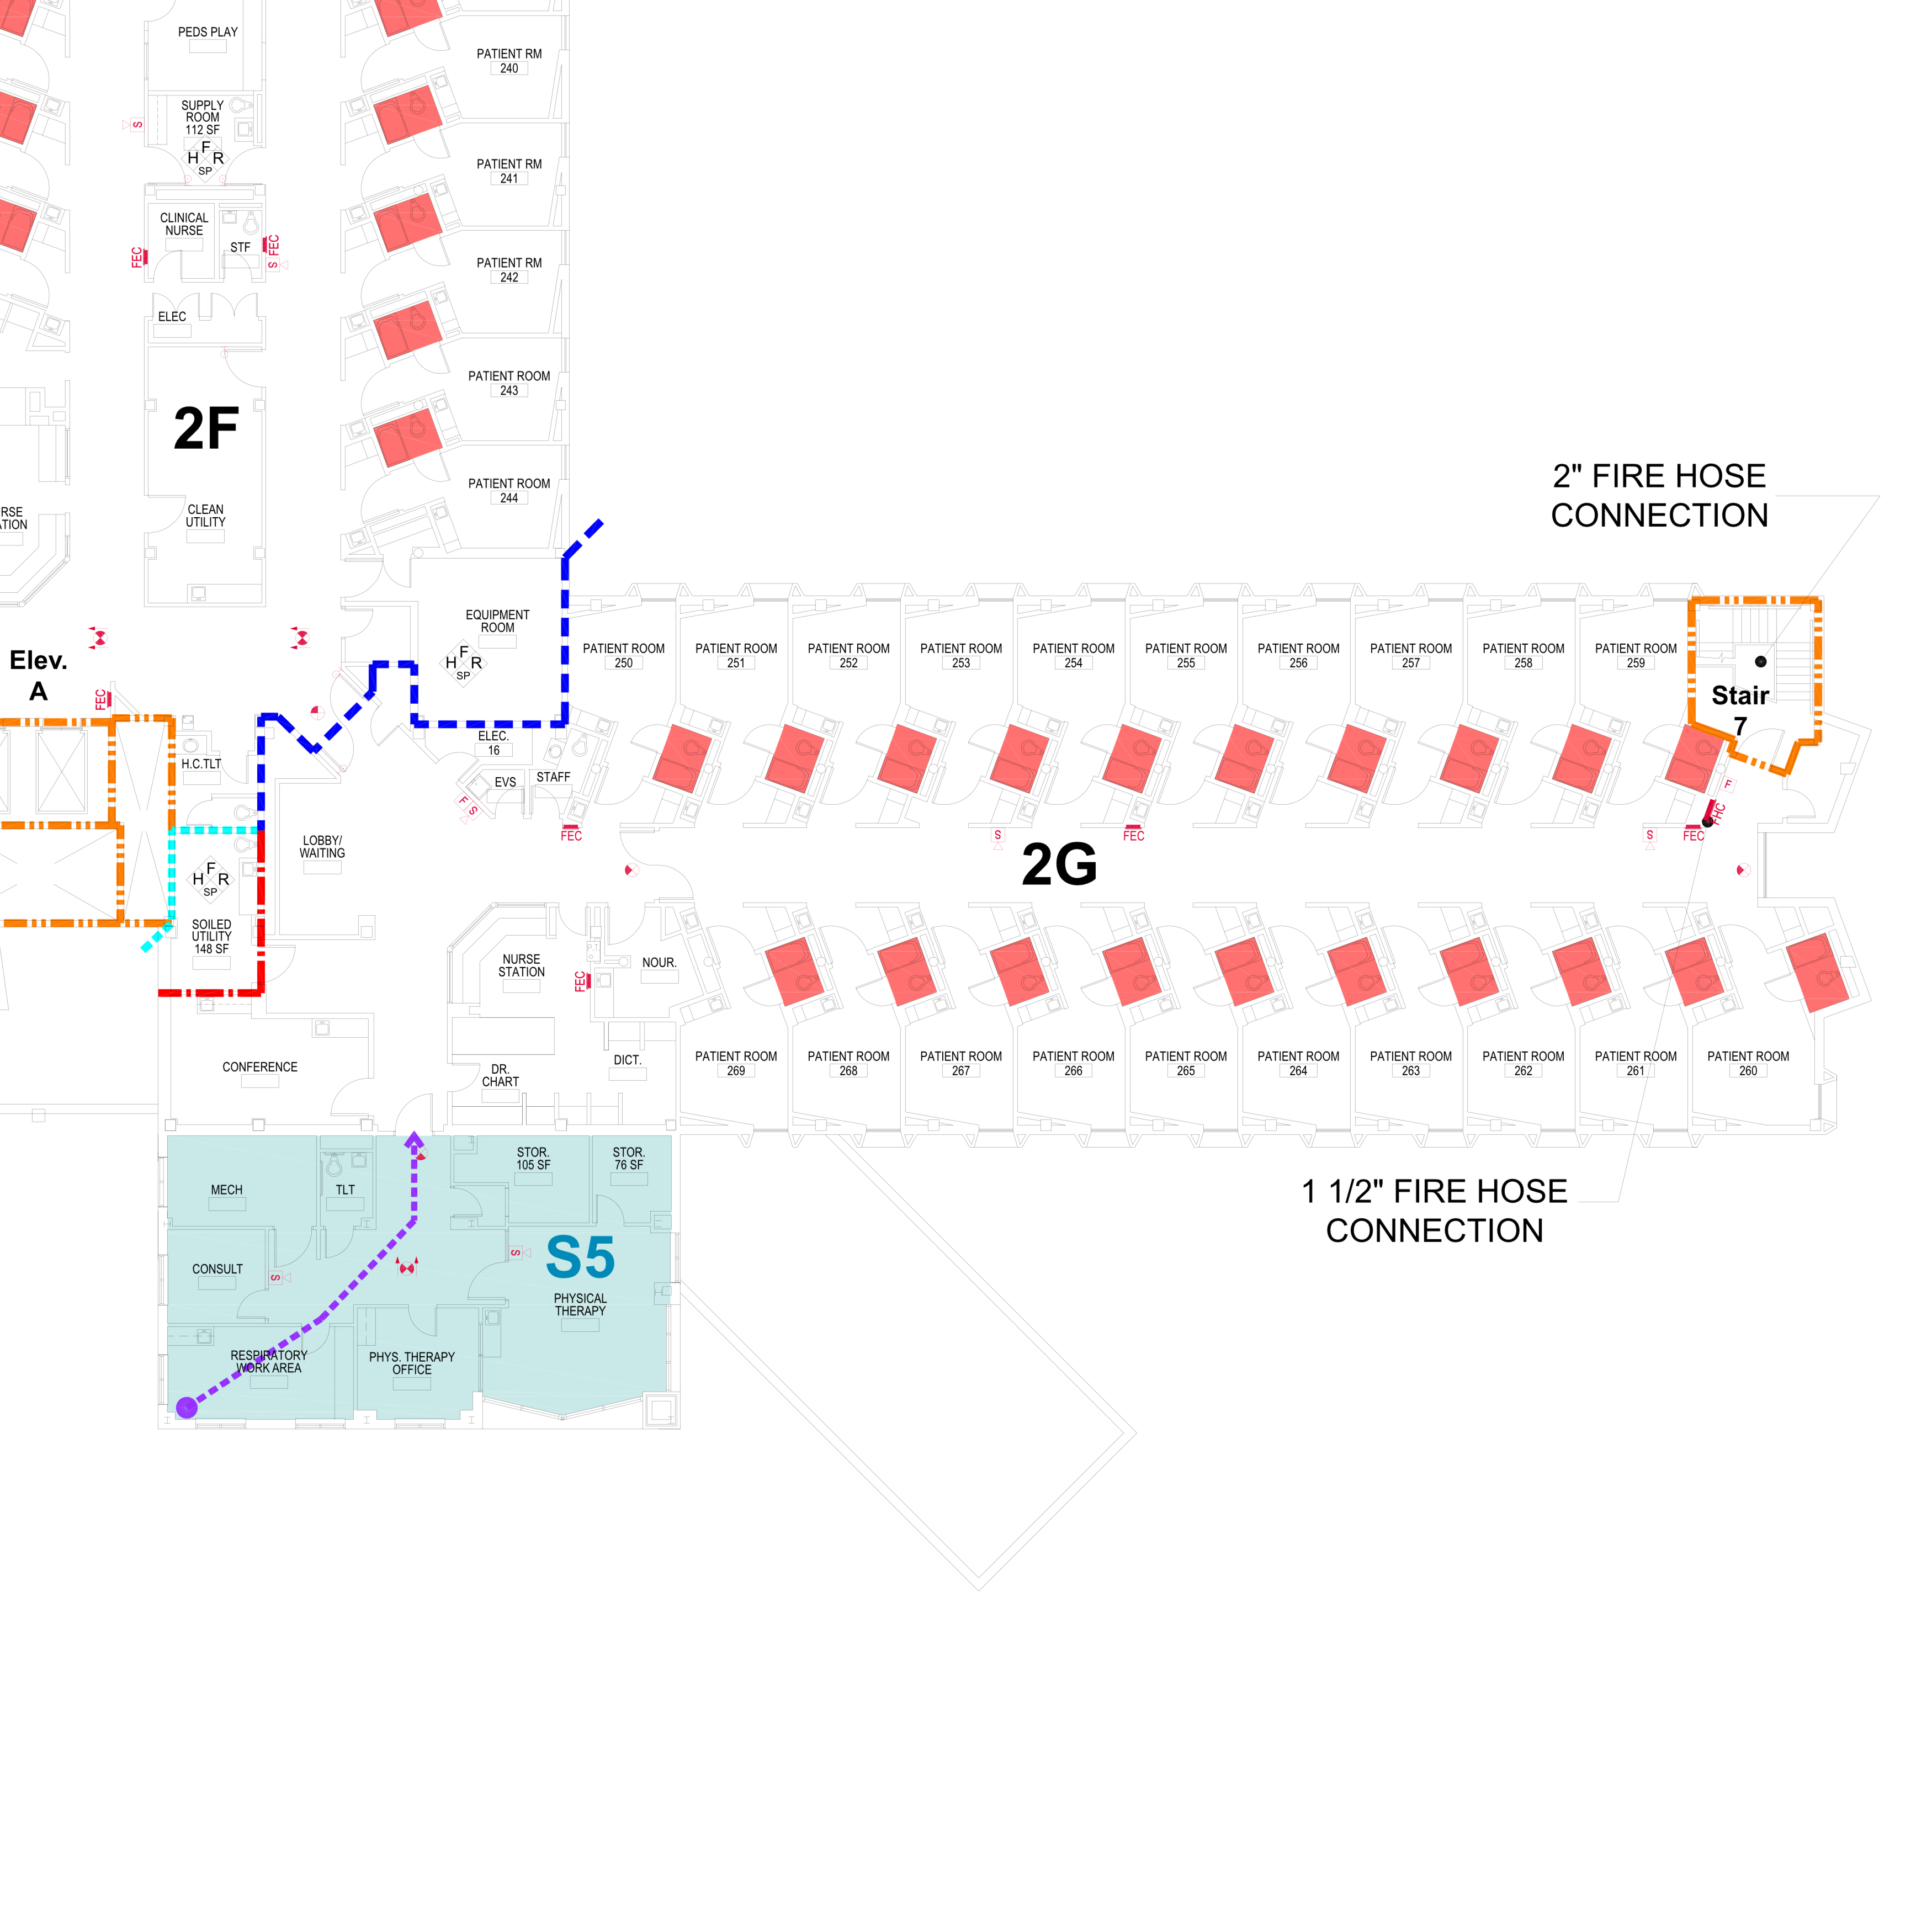 PEDS PLAY
SUPPLY
ROOM
112 SF
F
H R
SP
S
CLINICAL
NURSE
STF
FEC
FEC
S
ELEC
2F
CLEAN
UTILITY
PATIENT RM
240
PATIENT RM
241
PATIENT RM
242
PATIENT ROOM
243
PATIENT ROOM
244
EQUIPMENT
ROOM
F
H R
SP
Elev.
A
FEC
H.C.TLT
LOBBY/
WAITING
F
H R
SP
SOILED
UTILITY
148 SF
ELEC.
16
EVS
STAFF
F
S
FEC
2" FIRE HOSE
CONNECTION
PATIENT ROOM
250
PATIENT ROOM
251
PATIENT ROOM
252
PATIENT ROOM
253
PATIENT ROOM
254
PATIENT ROOM
255
PATIENT ROOM
256
PATIENT ROOM
257
PATIENT ROOM
258
PATIENT ROOM
259
Stair
7
F
FHC
S
FEC
S
FEC
2G
NURSE
STATION
P.T.
FEC
NOUR.
CONFERENCE
DR.
CHART
DICT.
PATIENT ROOM
269
PATIENT ROOM
268
PATIENT ROOM
267
PATIENT ROOM
266
PATIENT ROOM
265
PATIENT ROOM
264
PATIENT ROOM
263
PATIENT ROOM
262
PATIENT ROOM
261
PATIENT ROOM
260
1 1/2" FIRE HOSE
CONNECTION
MECH
TLT
STOR.
105 SF
STOR.
76 SF
CONSULT
S
S
S5
PHYSICAL
THERAPY
RESPIRATORY
WORK AREA
PHYS. THERAPY
OFFICE